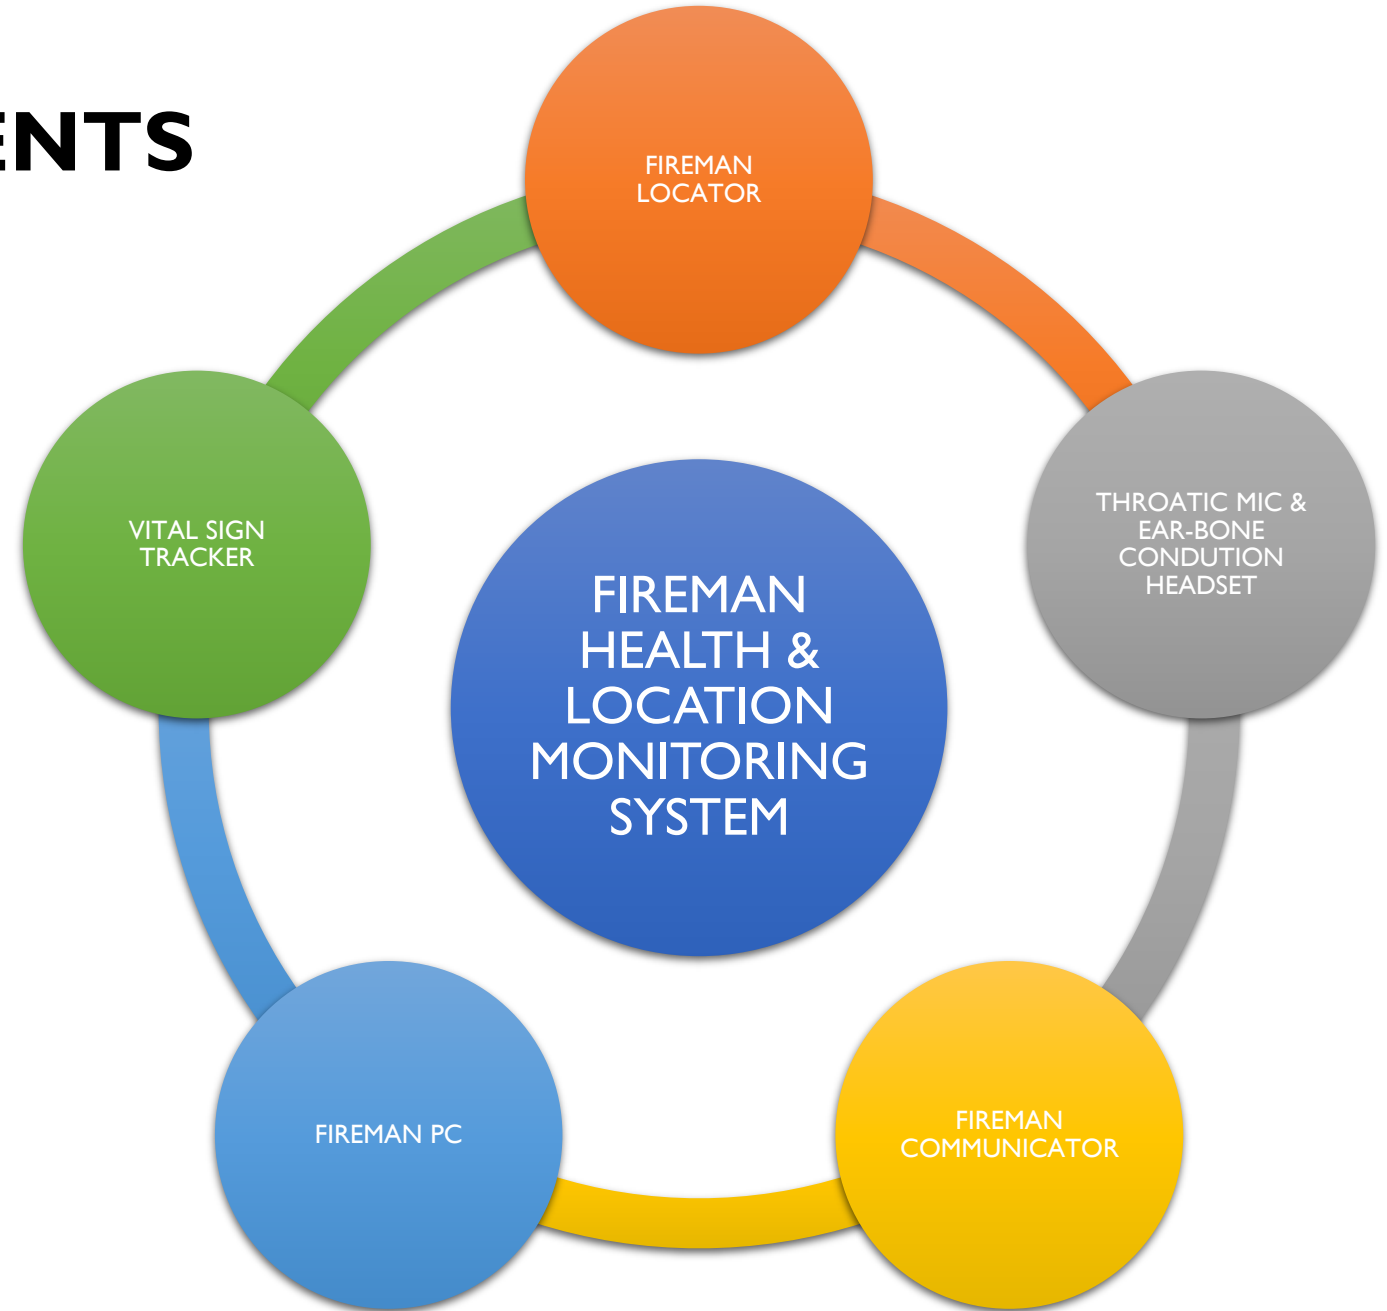 ENTS
FIREMAN
LOCATOR
THROATIC MIC &
EAR-BONE
CONDUTION
HEADSET
VITAL SIGN
TRACKER
FIREMAN
HEALTH &
LOCATION
MONITORING
SYSTEM
FIREMAN PC
FIREMAN
COMMUNICATOR